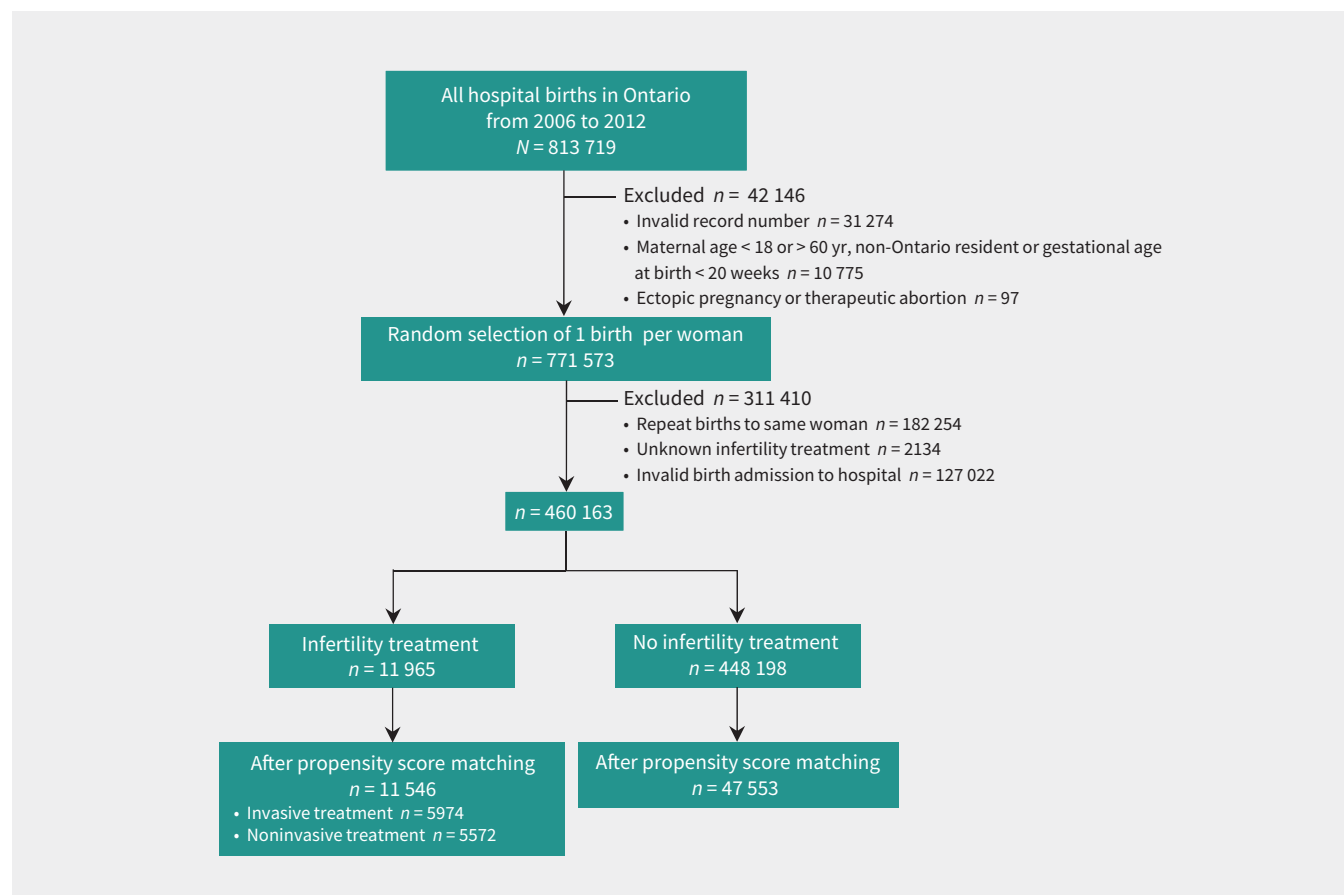 All hospital births in Ontario
from 2006 to 2012
N = 813 719
Excluded n = 42 146
• Invalid record number n = 31 274
• Maternal age < 18 or > 60 yr, non-Ontario resident or gestational age
at birth < 20 weeks n = 10 775
• Ectopic pregnancy or therapeutic abortion n = 97
Random selection of 1 birth per woman
n = 771 573
Excluded n = 311 410
• Repeat births to same woman n = 182 254
• Unknown infertility treatment n = 2134
• Invalid birth admission to hospital n = 127 022
n = 460 163
Infertility treatment
n = 11 965
No infertility treatment
n = 448 198
After propensity score matching
n = 11 546
• Invasive treatment n = 5974
• Noninvasive treatment n = 5572
After propensity score matching
n = 47 553